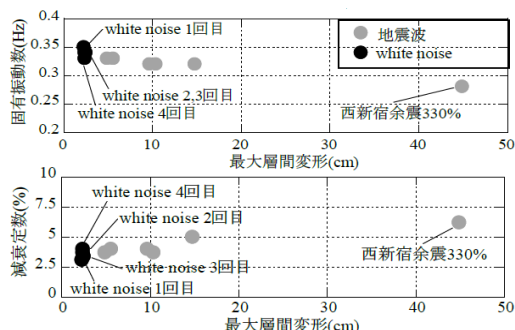 0.4
0.35
0.3
0.25
0.2
固有振動数(Hz)
white noise 1回目
white noise 2,3回目
white noise 4回目
地震波
white noise
西新宿余震330%
0 10 20 30 40 50
最大層間変形(cm)
10
7.5
5
2.5
0
減衰定数(%)
white noise 4回目
white noise 2回目
white noise 3回目
white noise 1回目
西新宿余震330%
0 10 20 30 40 50
最大層間変形(cm)